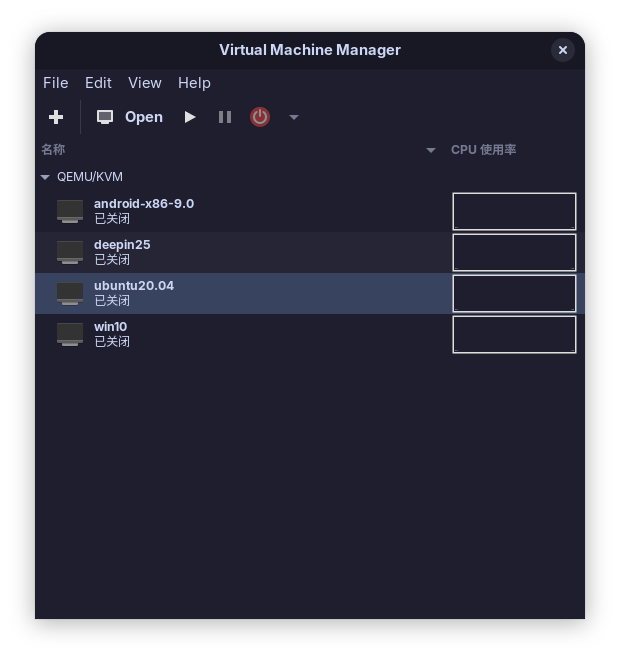 Virtual Machine Manager
File Edit View Help
Open
名称 CPU 使用率
QEMU/KVM
android-x86-9.0
已关闭
deepin25
已关闭
ubuntu20.04
已关闭
win10
已关闭